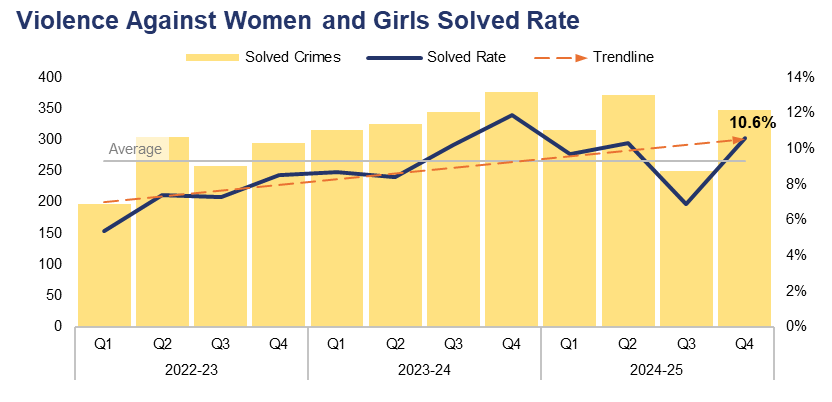 Violence Against Women and Girls Solved Rate
Solved Crimes Solved Rate Trendline
400 14%
350 12%
300 10%
250 8%
200 6%
150 4%
100 2%
50 0%
0
Average
10.6%
Q1 Q2 Q3 Q4 Q1 Q2 Q3 Q4 Q1 Q2 Q3 Q4
2022-23 2023-24 2024-25